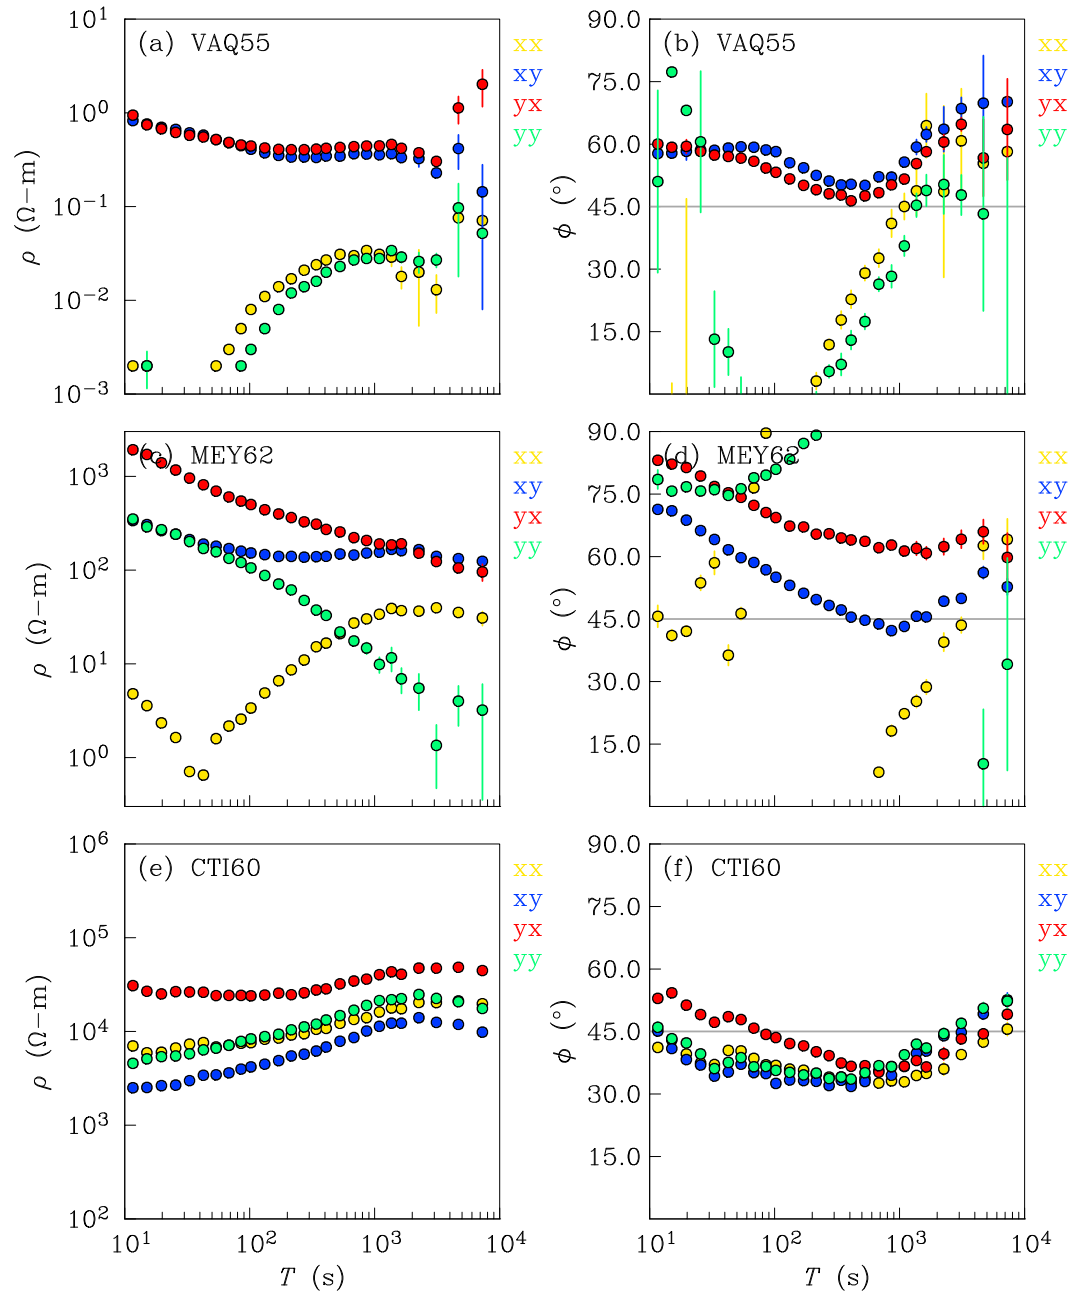 (a) VAQ55
xx
xy
yx
yy
10¹
10⁰
10⁻¹
10⁻²
10⁻³
ρ (Ω−m)
(b) VAQ55
xx
xy
yx
yy
90.0
75.0
60.0
45.0
30.0
15.0
ϕ (°)
(c) MEY62
xx
xy
yx
yy
10³
10²
10¹
10⁰
ρ (Ω−m)
(d) MEY62
xx
xy
yx
yy
90.0
75.0
60.0
45.0
30.0
15.0
ϕ (°)
(e) CTI60
xx
xy
yx
yy
10⁶
10⁵
10⁴
10³
10²
ρ (Ω−m)
10¹ 10² 10³ 10⁴
T (s)
(f) CTI60
xx
xy
yx
yy
90.0
75.0
60.0
45.0
30.0
15.0
ϕ (°)
10¹ 10² 10³ 10⁴
T (s)